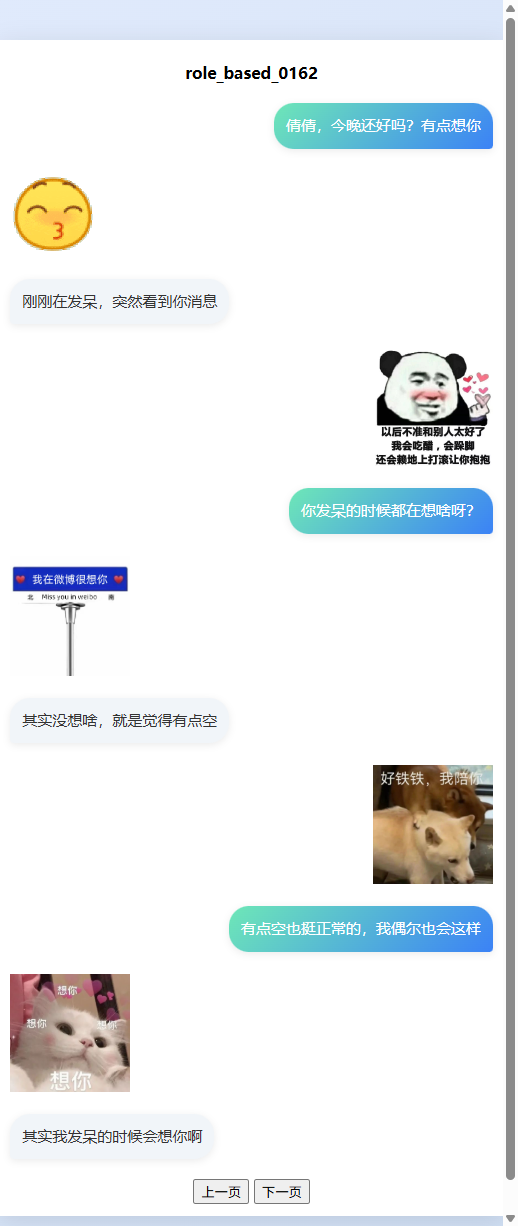 role_based_0162
倩倩，今晚还好吗？有点想你
刚刚在发呆，突然看到你消息
以后不准和别人太好了
我会吃醋，会跺脚
还会赖地上打滚让你抱抱
你发呆的时候都在想啥呀？
我在微博很想你
北 Miss you in weibo 南
其实没想啥，就是觉得有点空
好铁铁，我陪你
有点空也挺正常的，我偶尔也会这样
想你
想你
想你
想你
其实我发呆的时候会想你啊
上一页 下一页